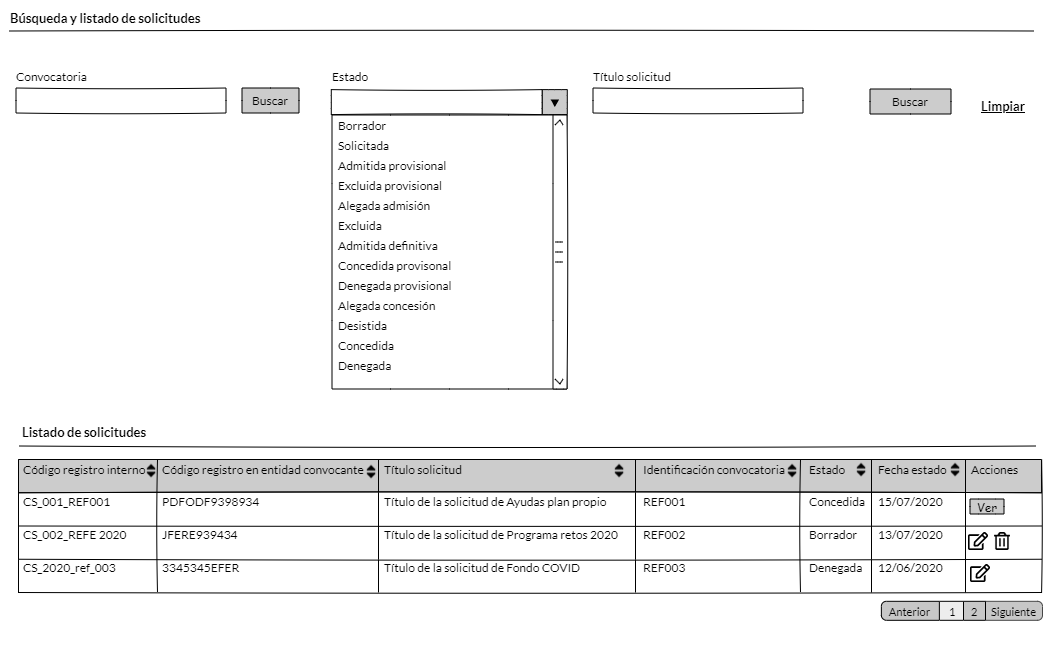 Búsqueda y listado de solicitudes
Convocatoria Estado Título solicitud
Buscar Buscar Limpiar
Borrador
Solicitada
Admitida provisional
Excluida provisional
Alegada admisión
Excluida
Admitida definitiva
Concedida provisonal
Denegada provisional
Alegada concesión
Desistida
Concedida
Denegada
Listado de solicitudes
Código registro interno Código registro en entidad convocante Título solicitud Identificación convocatoria Estado Fecha estado Acciones
CS_001_REF001 PDFODF9398934 Título de la solicitud de Ayudas plan propio REF001 Concedida 15/07/2020 Ver
CS_002_REFE 2020 JFERE939434 Título de la solicitud de Programa retos 2020 REF002 Borrador 13/07/2020
CS_2020_ref_003 3345345EFER Título de la solicitud de Fondo COVID REF003 Denegada 12/06/2020
Anterior 1 2 Siguiente